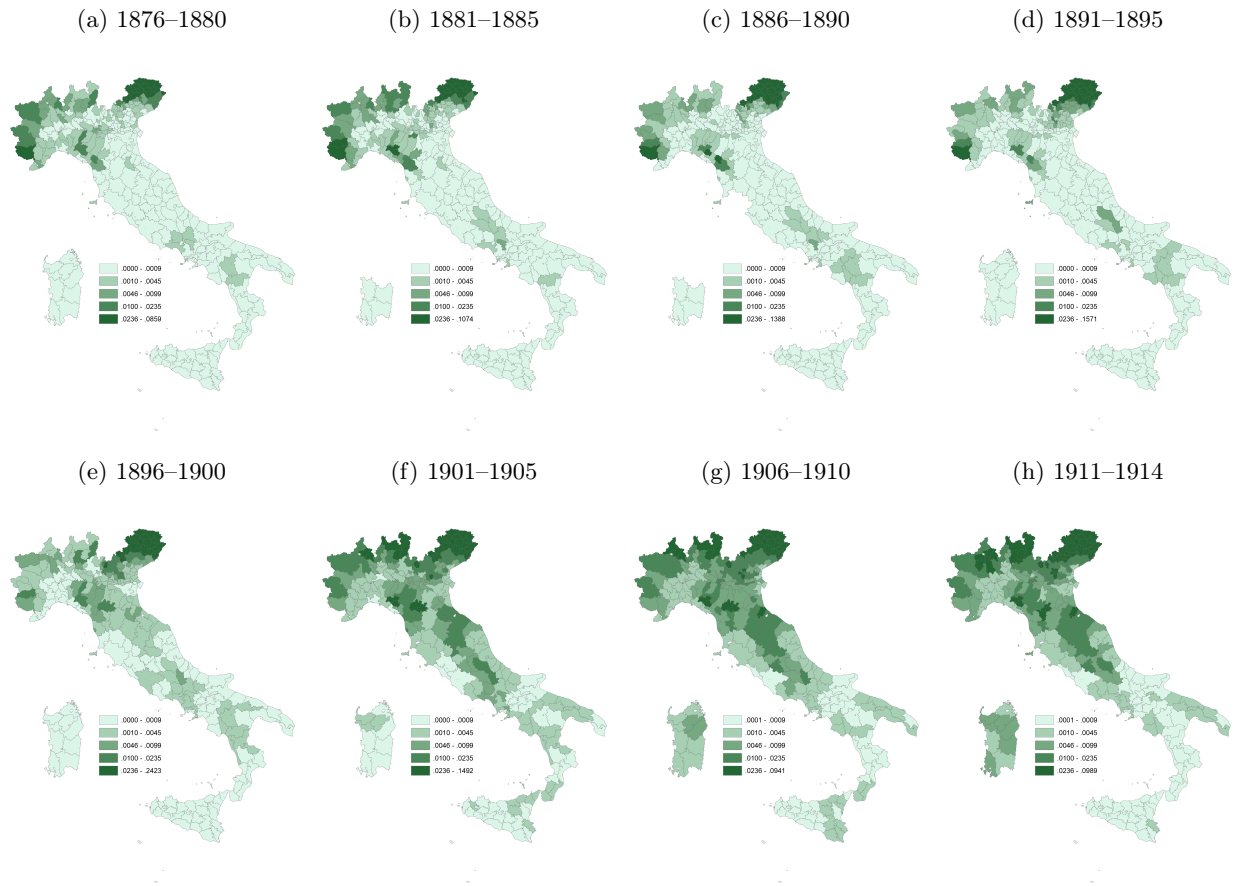 (a) 1876–1880
(b) 1881–1885
(c) 1886–1890
(d) 1891–1895
.0000 - .0009
.0010 - .0045
.0046 - .0099
.0100 - .0235
.0236 - .0859
.0000 - .0009
.0010 - .0045
.0046 - .0099
.0100 - .0235
.0236 - .1074
.0000 - .0009
.0010 - .0045
.0046 - .0099
.0100 - .0235
.0236 - .1388
.0000 - .0009
.0010 - .0045
.0046 - .0099
.0100 - .0235
.0236 - .1571
(e) 1896–1900
(f) 1901–1905
(g) 1906–1910
(h) 1911–1914
.0000 - .0009
.0010 - .0045
.0046 - .0099
.0100 - .0235
.0236 - .2423
.0000 - .0009
.0010 - .0045
.0046 - .0099
.0100 - .0235
.0236 - .1492
.0001 - .0009
.0010 - .0045
.0046 - .0099
.0100 - .0235
.0236 - .0941
.0001 - .0009
.0010 - .0045
.0046 - .0099
.0100 - .0235
.0236 - .0989